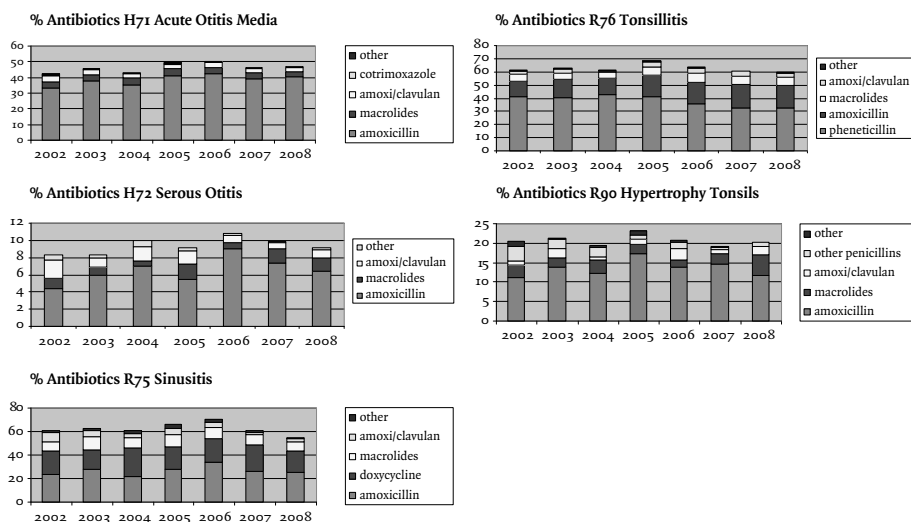 % Antibiotics H71 Acute Otitis Media
60
50
40
30
20
10
0
2002 2003 2004 2005 2006 2007 2008
other
cotrimoxazole
amoxi/clavulan
macrolides
amoxicillin
% Antibiotics R76 Tonsillitis
80
70
60
50
40
30
20
10
0
2002 2003 2004 2005 2006 2007 2008
other
amoxi/clavulan
macrolides
amoxicillin
pheneticillin
% Antibiotics H72 Serous Otitis
12
10
8
6
4
2
0
2002 2003 2004 2005 2006 2007 2008
other
amoxi/clavulan
macrolides
amoxicillin
% Antibiotics R90 Hypertrophy Tonsils
25
20
15
10
5
0
2002 2003 2004 2005 2006 2007 2008
other
other penicillins
amoxi/clavulan
macrolides
amoxicillin
% Antibiotics R75 Sinusitis
80
60
40
20
0
2002 2003 2004 2005 2006 2007 2008
other
amoxi/clavulan
macrolides
doxycycline
amoxicillin